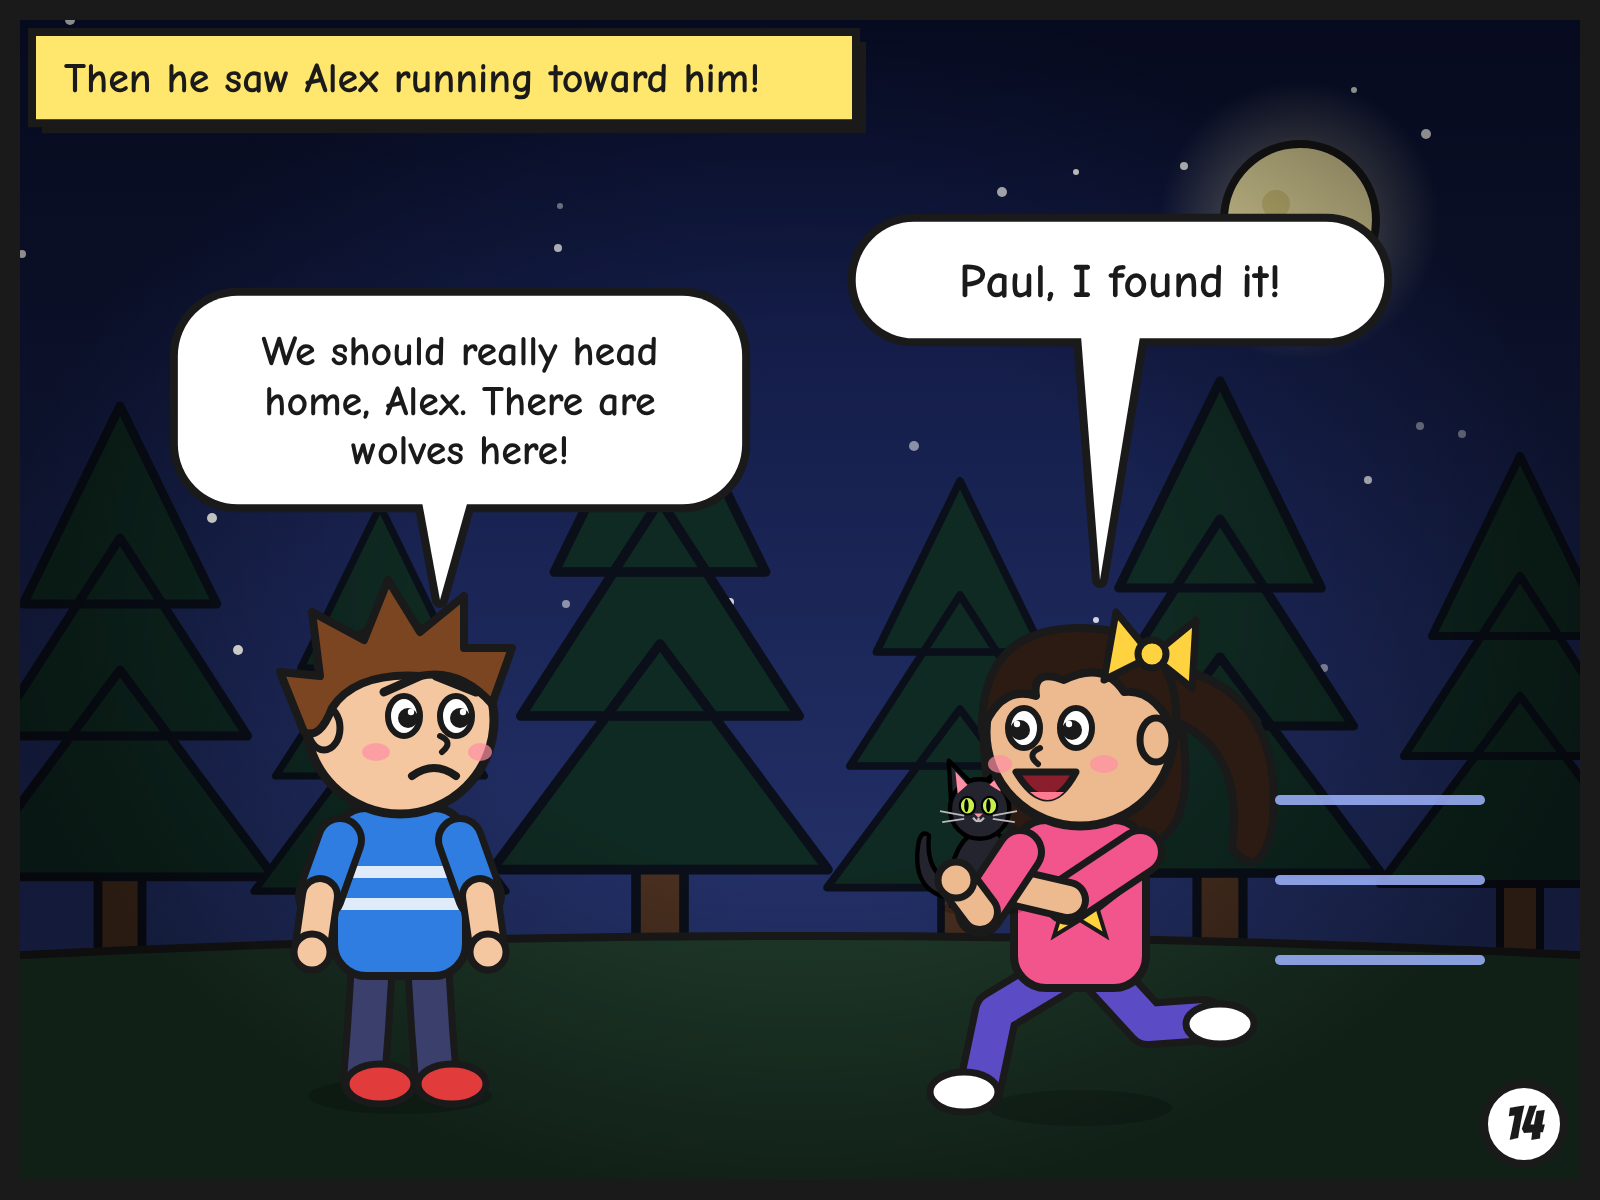 Then he saw Alex running toward him!
We should really head
home, Alex. There are
wolves here!
Paul, I found it!
14